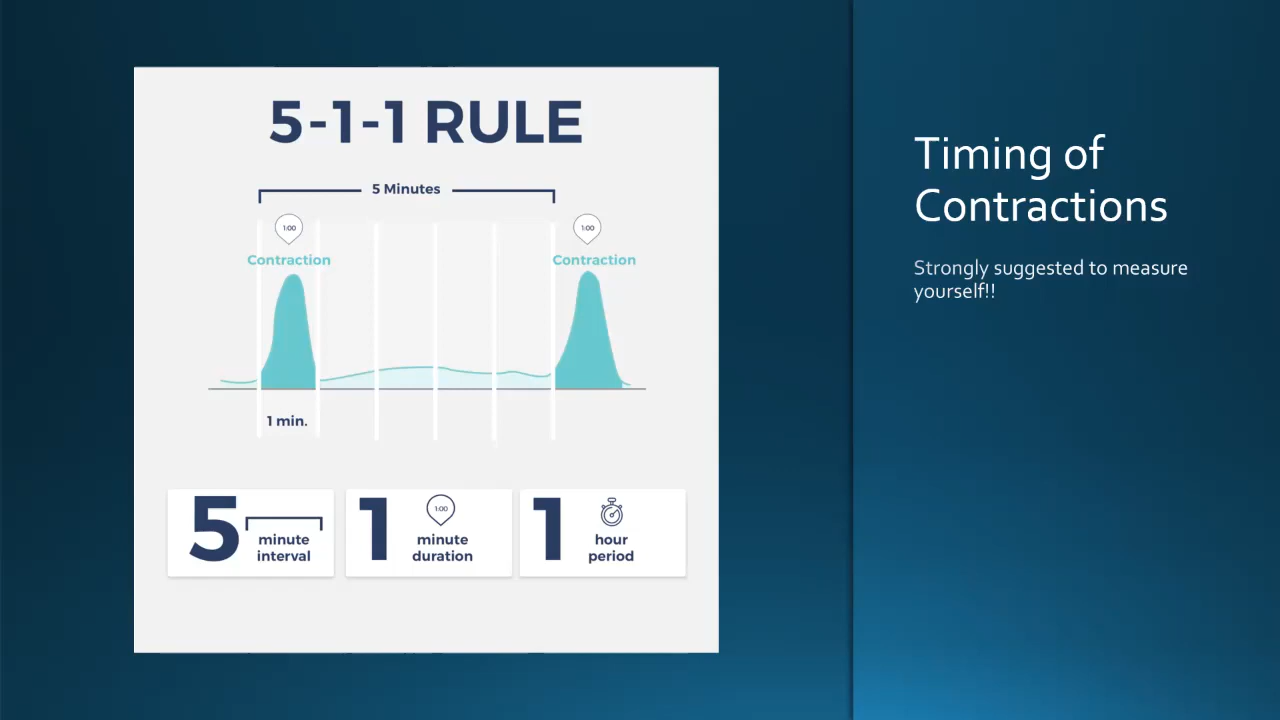 5-1-1 RULE
5 Minutes
1:00
1:00
Contraction
Contraction
1 min.
5
minute
interval
1
1:00
minute
duration
1
hour
period
Timing of
Contractions
Strongly suggested to measure
yourself!!